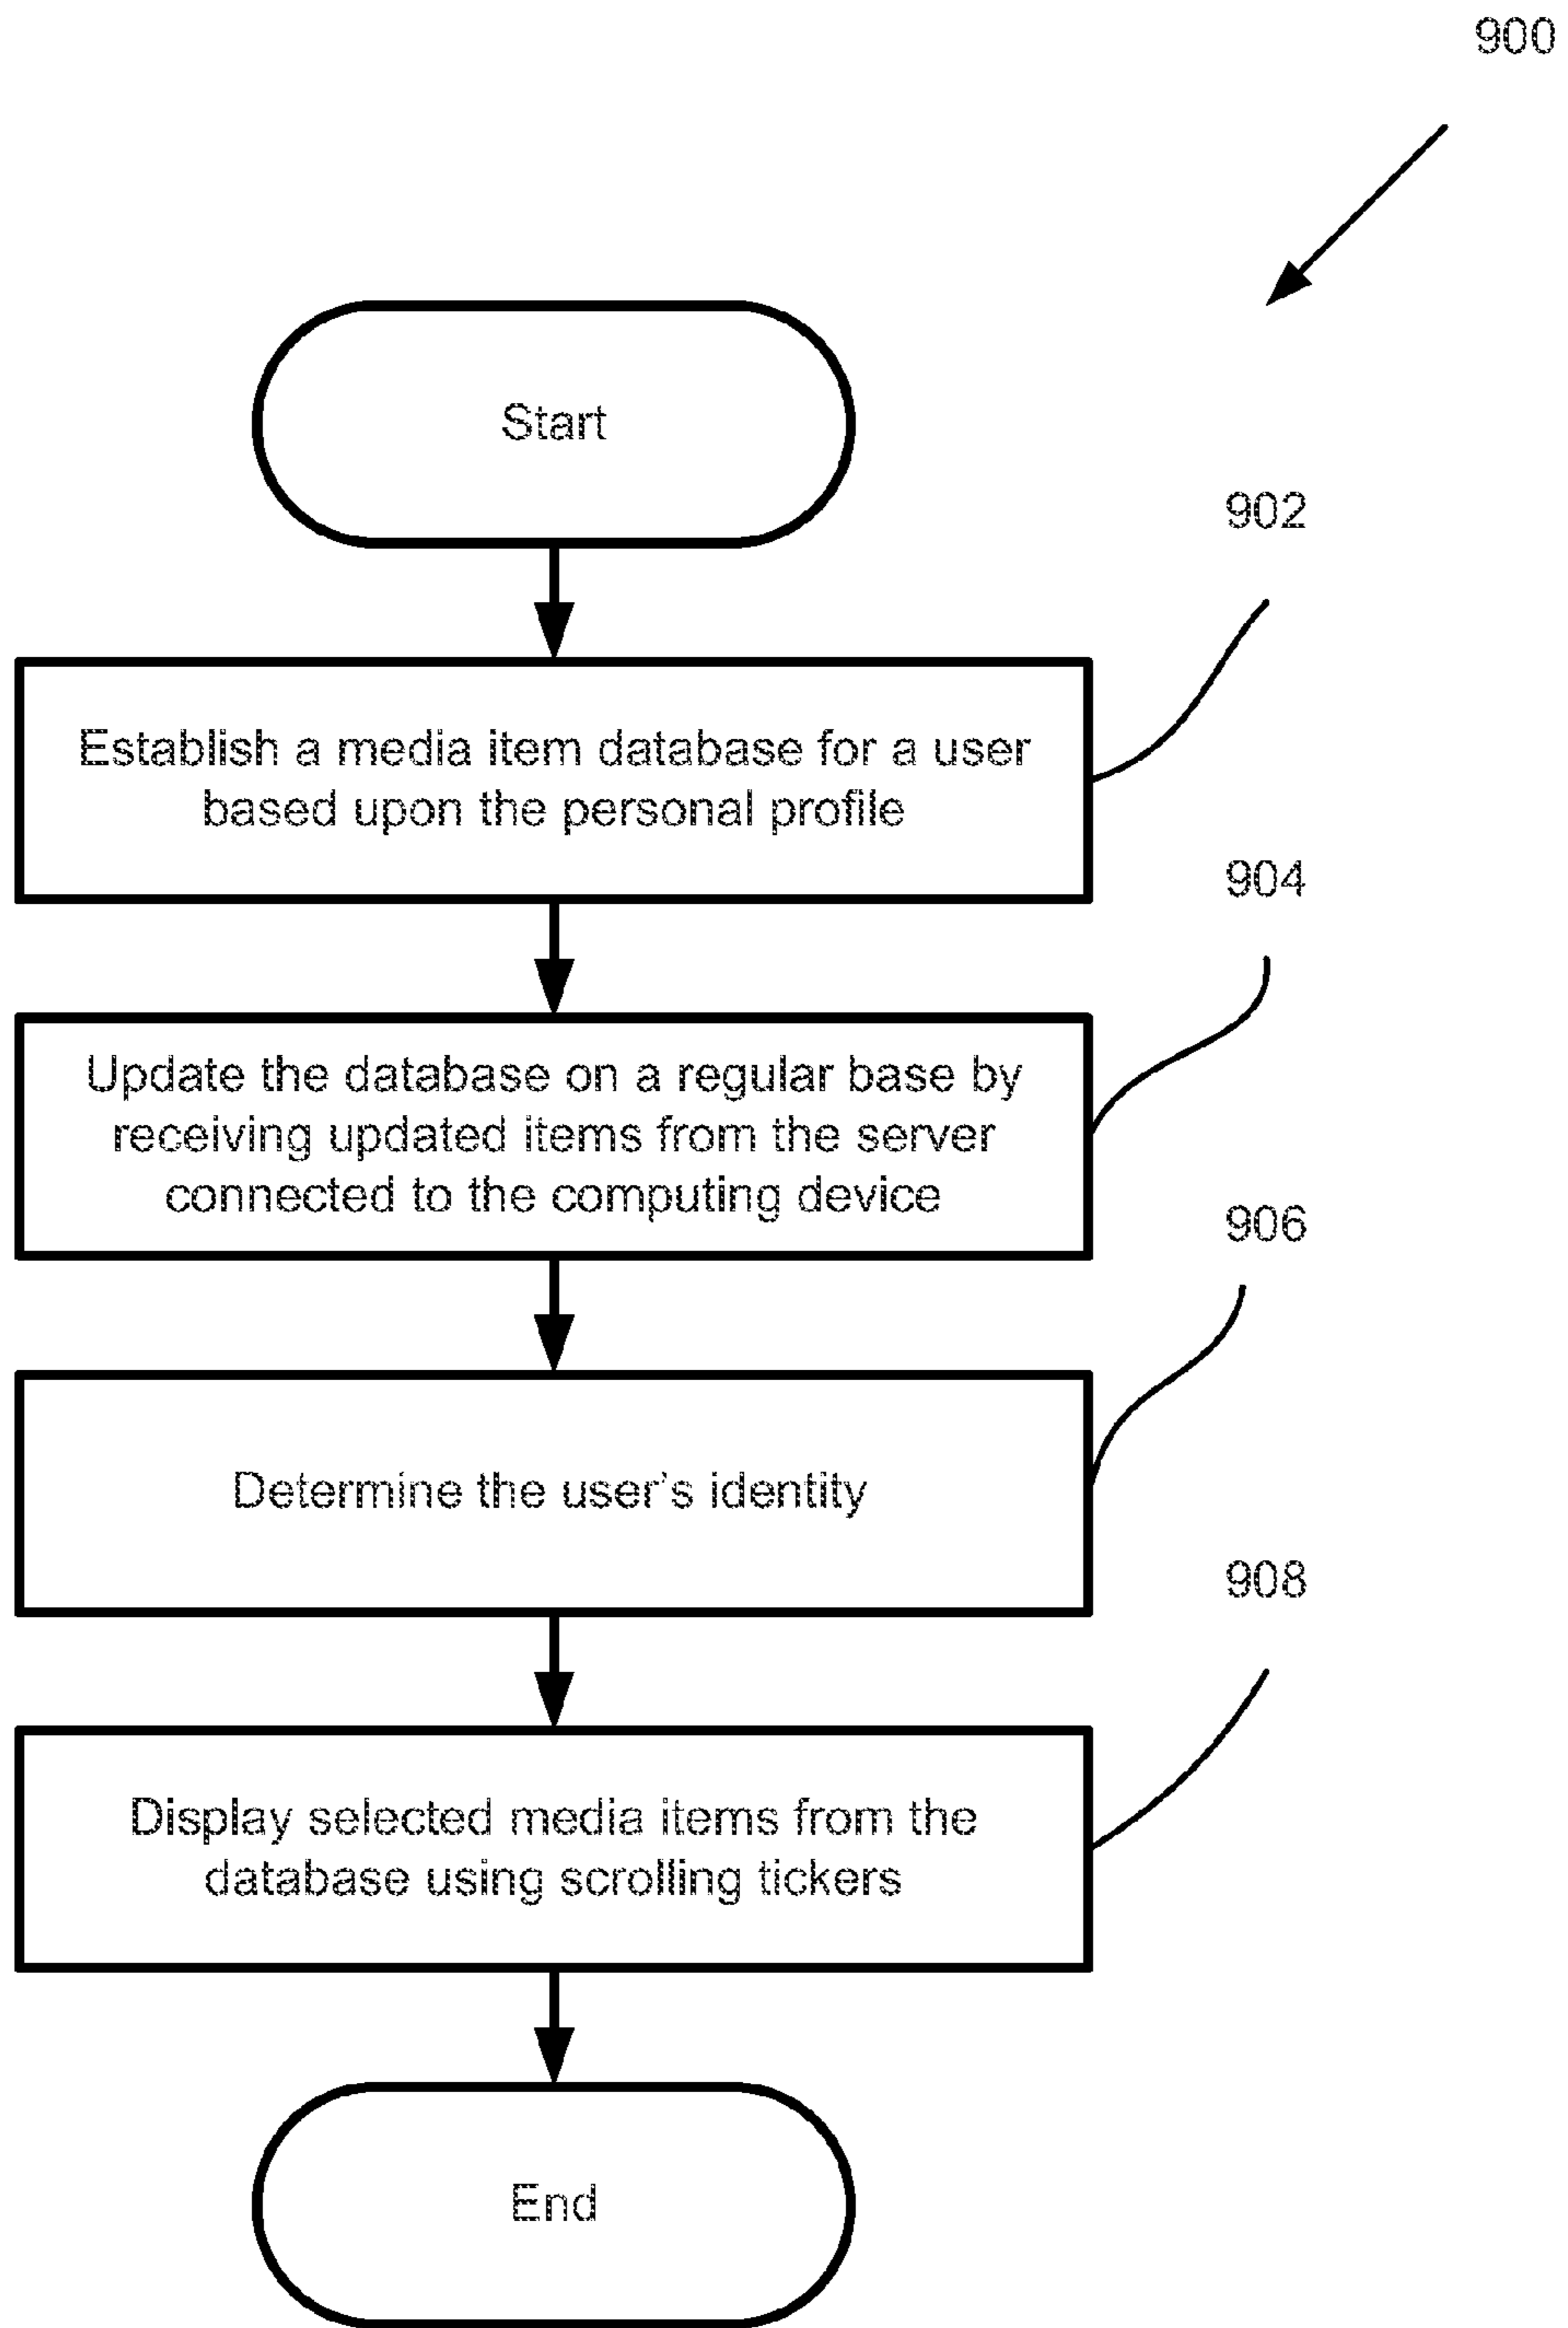 900
Start
902
Establish a media item database for a user
based upon the personal profile
904
Update the database on a regular base by
receiving updated items from the server
connected to the computing device
906
Determine the user's identity
908
Display selected media items from the
database using scrolling tickers
End